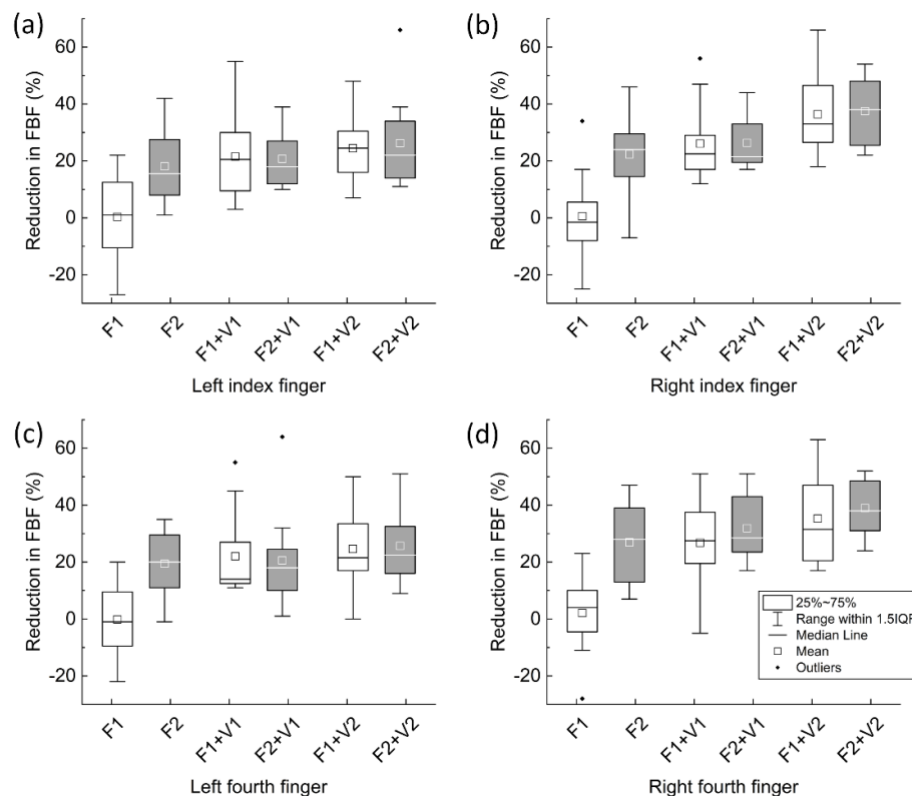 (a)
Reduction in FBF (%)
60
40
20
0
-20
F1 F2 F1+V1 F2+V1 F1+V2 F2+V2
Left index finger
(b)
Reduction in FBF (%)
60
40
20
0
-20
F1 F2 F1+V1 F2+V1 F1+V2 F2+V2
Right index finger
(c)
Reduction in FBF (%)
60
40
20
0
-20
F1 F2 F1+V1 F2+V1 F1+V2 F2+V2
Left fourth finger
(d)
Reduction in FBF (%)
60
40
20
0
-20
F1 F2 F1+V1 F2+V1 F1+V2 F2+V2
Right fourth finger
25%~75%
Range within 1.5IQR
Median Line
Mean
Outliers